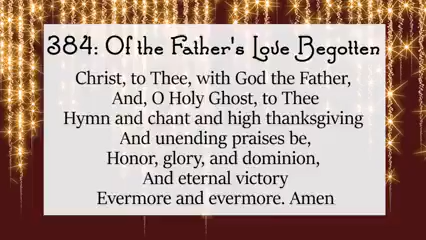 384: Of the Father's Love Begotten
Christ, to Thee, with God the Father,
And, O Holy Ghost, to Thee
Hymn and chant and high thanksgiving
And unending praises be,
Honor, glory, and dominion,
And eternal victory
Evermore and evermore. Amen